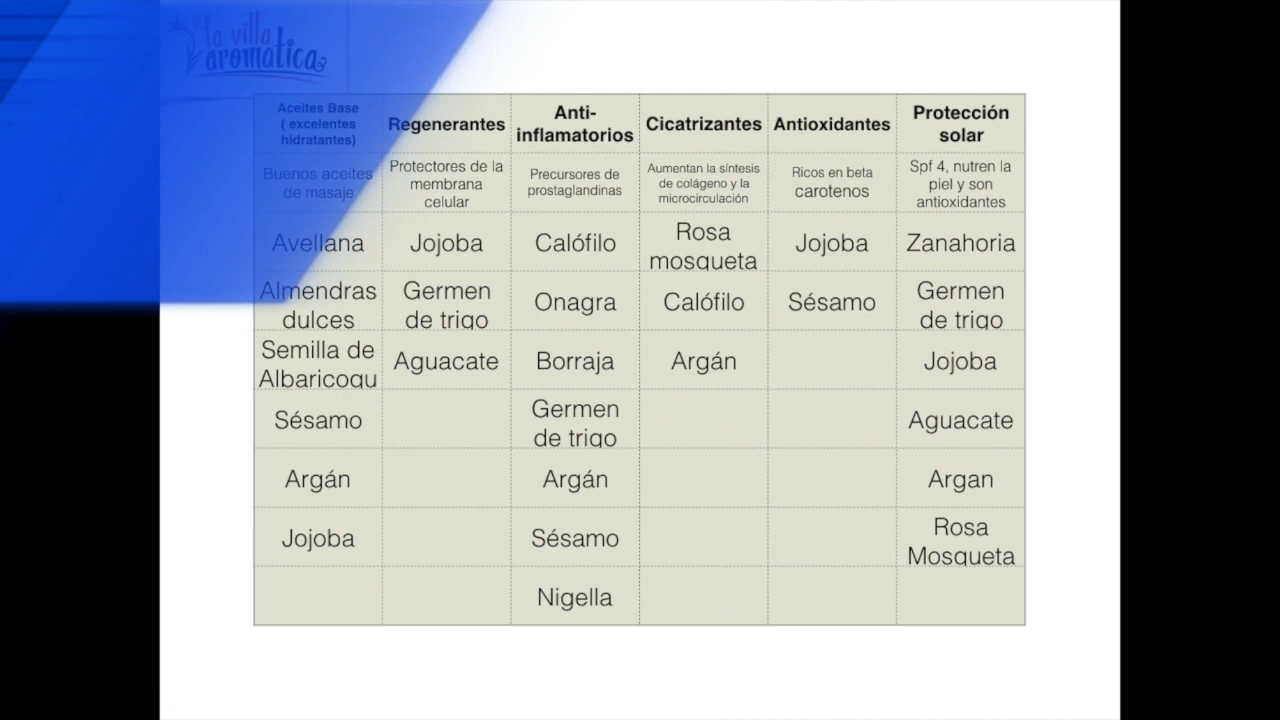 la villa
aromatica
Aceites Base
( excelentes
hidratantes)
Regenerantes
Anti-
inflamatorios
Cicatrizantes
Antioxidantes
Protección
solar
Buenos aceites
de masaje
Protectores de la
membrana
celular
Precursores de
prostaglandinas
Aumentan la síntesis
de colágeno y la
microcirculación
Ricos en beta
carotenos
Spf 4, nutren la
piel y son
antioxidantes
Avellana
Jojoba
Calófilo
Rosa
mosqueta
Jojoba
Zanahoria
Almendras
dulces
Germen
de trigo
Onagra
Calófilo
Sésamo
Germen
de trigo
Semilla de
Albaricoqu
Aguacate
Borraja
Argán
Jojoba
Sésamo
Germen
de trigo
Aguacate
Argán
Argán
Argan
Jojoba
Sésamo
Rosa
Mosqueta
Nigella